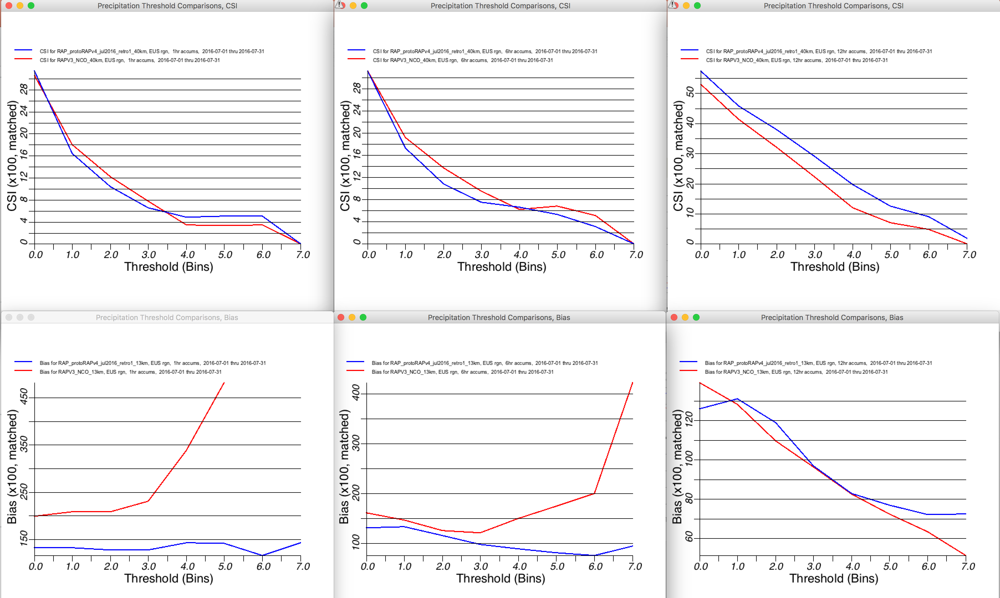 Precipitation Threshold Comparisons, CSI
CSI for RAP_protoRAPv4_jul2016_retro1_40km, EUS rgn, 1hr accums, 2016-07-01 thru 2016-07-31
CSI for RAPV3_NCO_40km, EUS rgn, 1hr accums, 2016-07-01 thru 2016-07-31
CSI (x100, matched)
28
24
20
16
12
8
4
0
0.0 1.0 2.0 3.0 4.0 5.0 6.0 7.0
Threshold (Bins)
Precipitation Threshold Comparisons, CSI
CSI for RAP_protoRAPv4_jul2016_retro1_40km, EUS rgn, 6hr accums, 2016-07-01 thru 2016-07-31
CSI for RAPV3_NCO_40km, EUS rgn, 6hr accums, 2016-07-01 thru 2016-07-31
CSI (x100, matched)
28
24
20
16
12
8
4
0
0.0 1.0 2.0 3.0 4.0 5.0 6.0 7.0
Threshold (Bins)
Precipitation Threshold Comparisons, CSI
CSI for RAP_protoRAPv4_jul2016_retro1_40km, EUS rgn, 12hr accums, 2016-07-01 thru 2016-07-31
CSI for RAPV3_NCO_40km, EUS rgn, 12hr accums, 2016-07-01 thru 2016-07-31
CSI (x100, matched)
50
40
30
20
10
0
0.0 1.0 2.0 3.0 4.0 5.0 6.0 7.0
Threshold (Bins)
Precipitation Threshold Comparisons, Bias
Bias for RAP_protoRAPv4_jul2016_retro1_13km, EUS rgn, 1hr accums, 2016-07-01 thru 2016-07-31
Bias for RAPV3_NCO_13km, EUS rgn, 1hr accums, 2016-07-01 thru 2016-07-31
Bias (x100, matched)
450
350
250
150
0.0 1.0 2.0 3.0 4.0 5.0 6.0 7.0
Threshold (Bins)
Precipitation Threshold Comparisons, Bias
Bias for RAP_protoRAPv4_jul2016_retro1_13km, EUS rgn, 6hr accums, 2016-07-01 thru 2016-07-31
Bias for RAPV3_NCO_13km, EUS rgn, 6hr accums, 2016-07-01 thru 2016-07-31
Bias (x100, matched)
400
300
200
100
0.0 1.0 2.0 3.0 4.0 5.0 6.0 7.0
Threshold (Bins)
Precipitation Threshold Comparisons, Bias
Bias for RAP_protoRAPv4_jul2016_retro1_13km, EUS rgn, 12hr accums, 2016-07-01 thru 2016-07-31
Bias for RAPV3_NCO_13km, EUS rgn, 12hr accums, 2016-07-01 thru 2016-07-31
Bias (x100, matched)
120
100
80
60
0.0 1.0 2.0 3.0 4.0 5.0 6.0 7.0
Threshold (Bins)